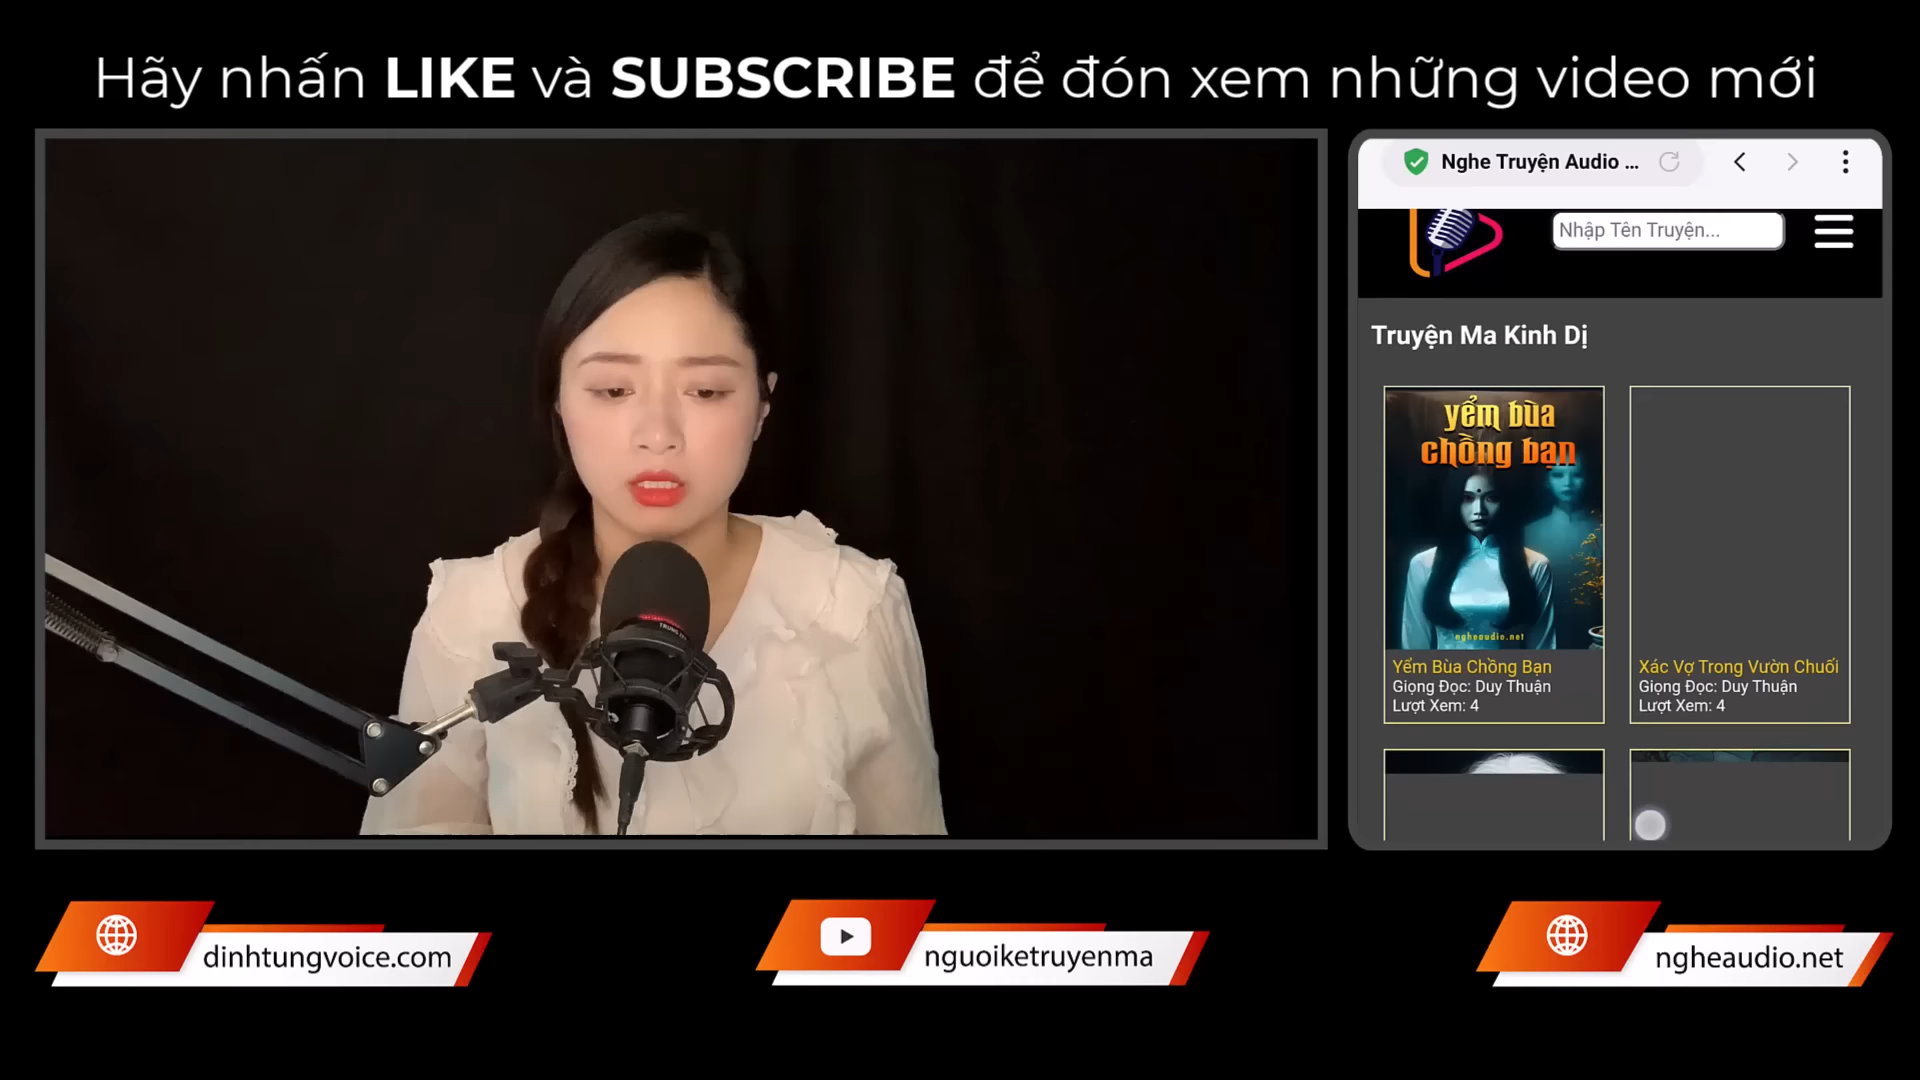 Hãy nhấn LIKE và SUBSCRIBE để đón xem những video mới
Nghe Truyện Audio ...
Nhập Tên Truyện...
Truyện Ma Kinh Dị
yểm bùa
chồng bạn
ngheaudio.net
Yểm Bùa Chồng Bạn
Giọng Đọc: Duy Thuận
Lượt Xem: 4
Xác Vợ Trong Vườn Chuối
Giọng Đọc: Duy Thuận
Lượt Xem: 4
dinhtungvoice.com
nguoiketruyenma
ngheaudio.net